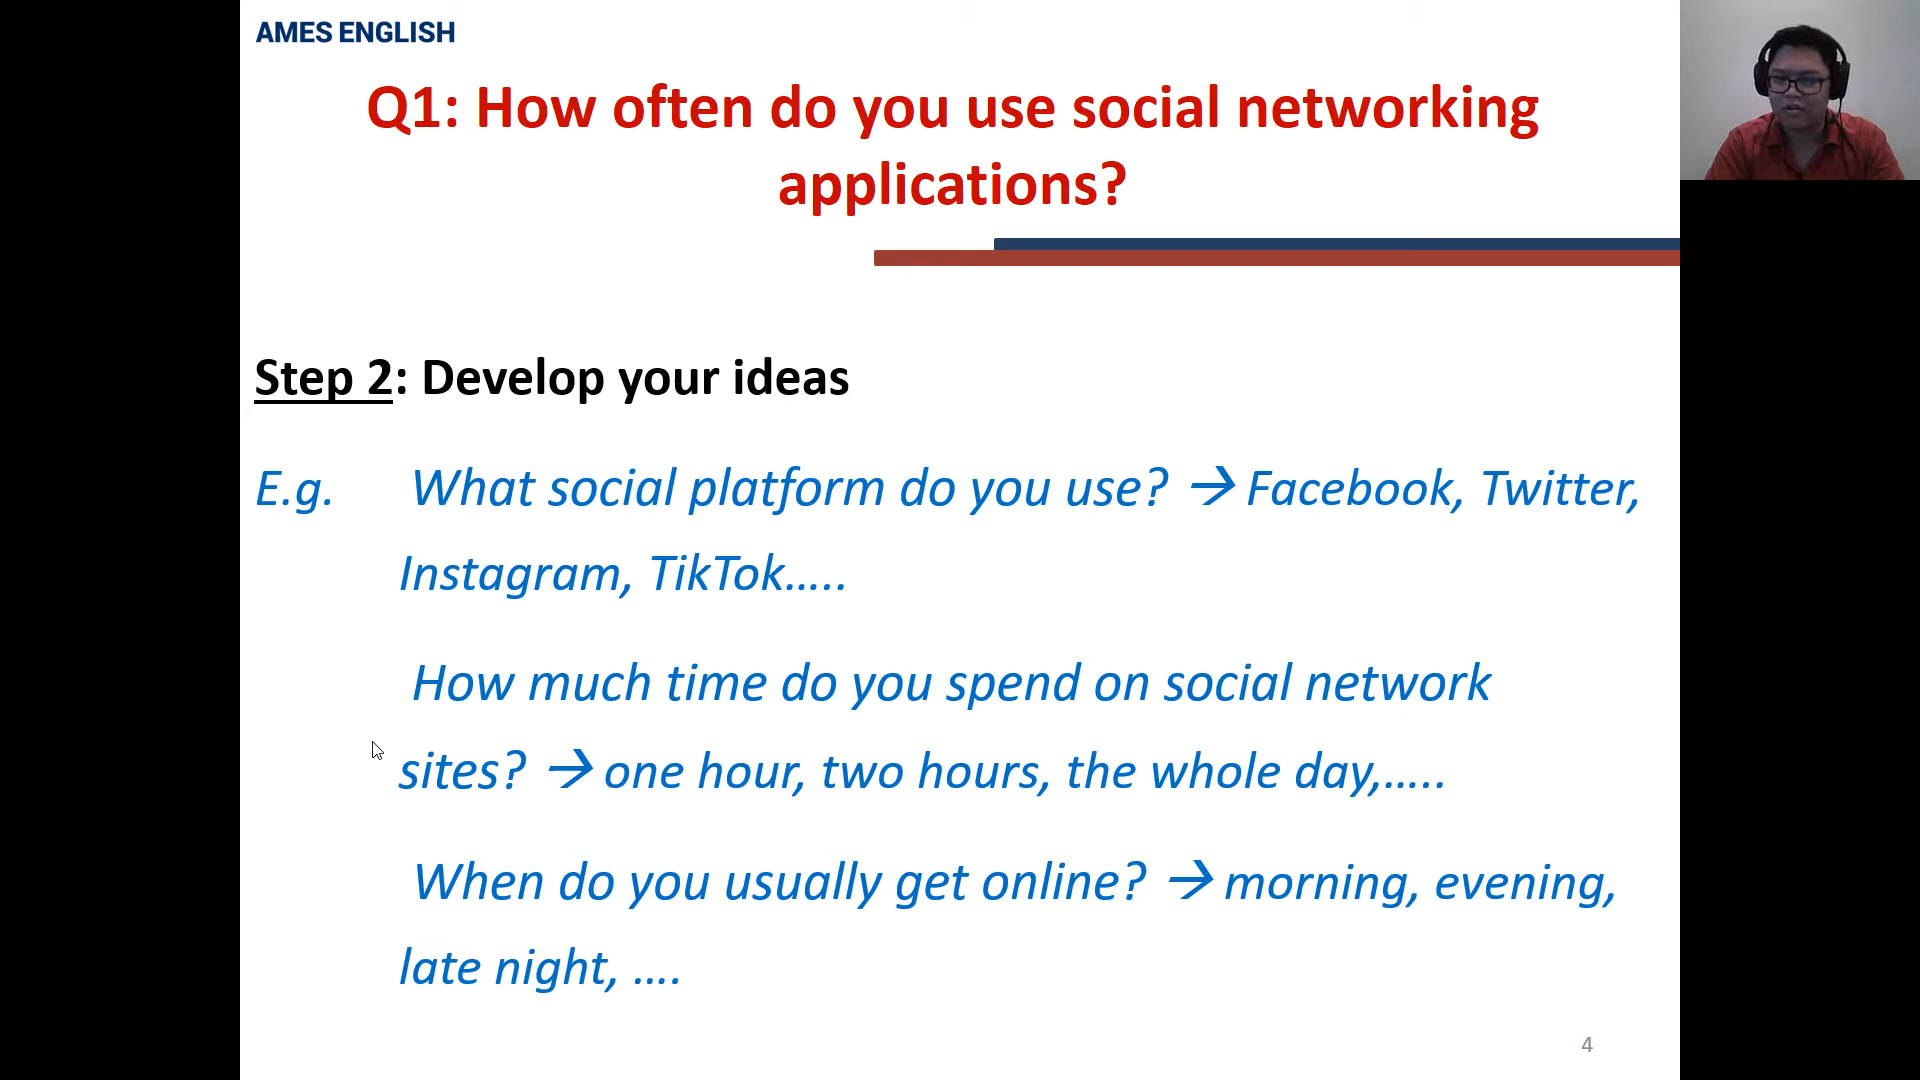 AMES ENGLISH
Q1: How often do you use social networking
applications?
Step 2: Develop your ideas
E.g. What social platform do you use? → Facebook, Twitter,
Instagram, TikTok…..
How much time do you spend on social network
sites? → one hour, two hours, the whole day,…..
When do you usually get online? → morning, evening,
late night, ….
4